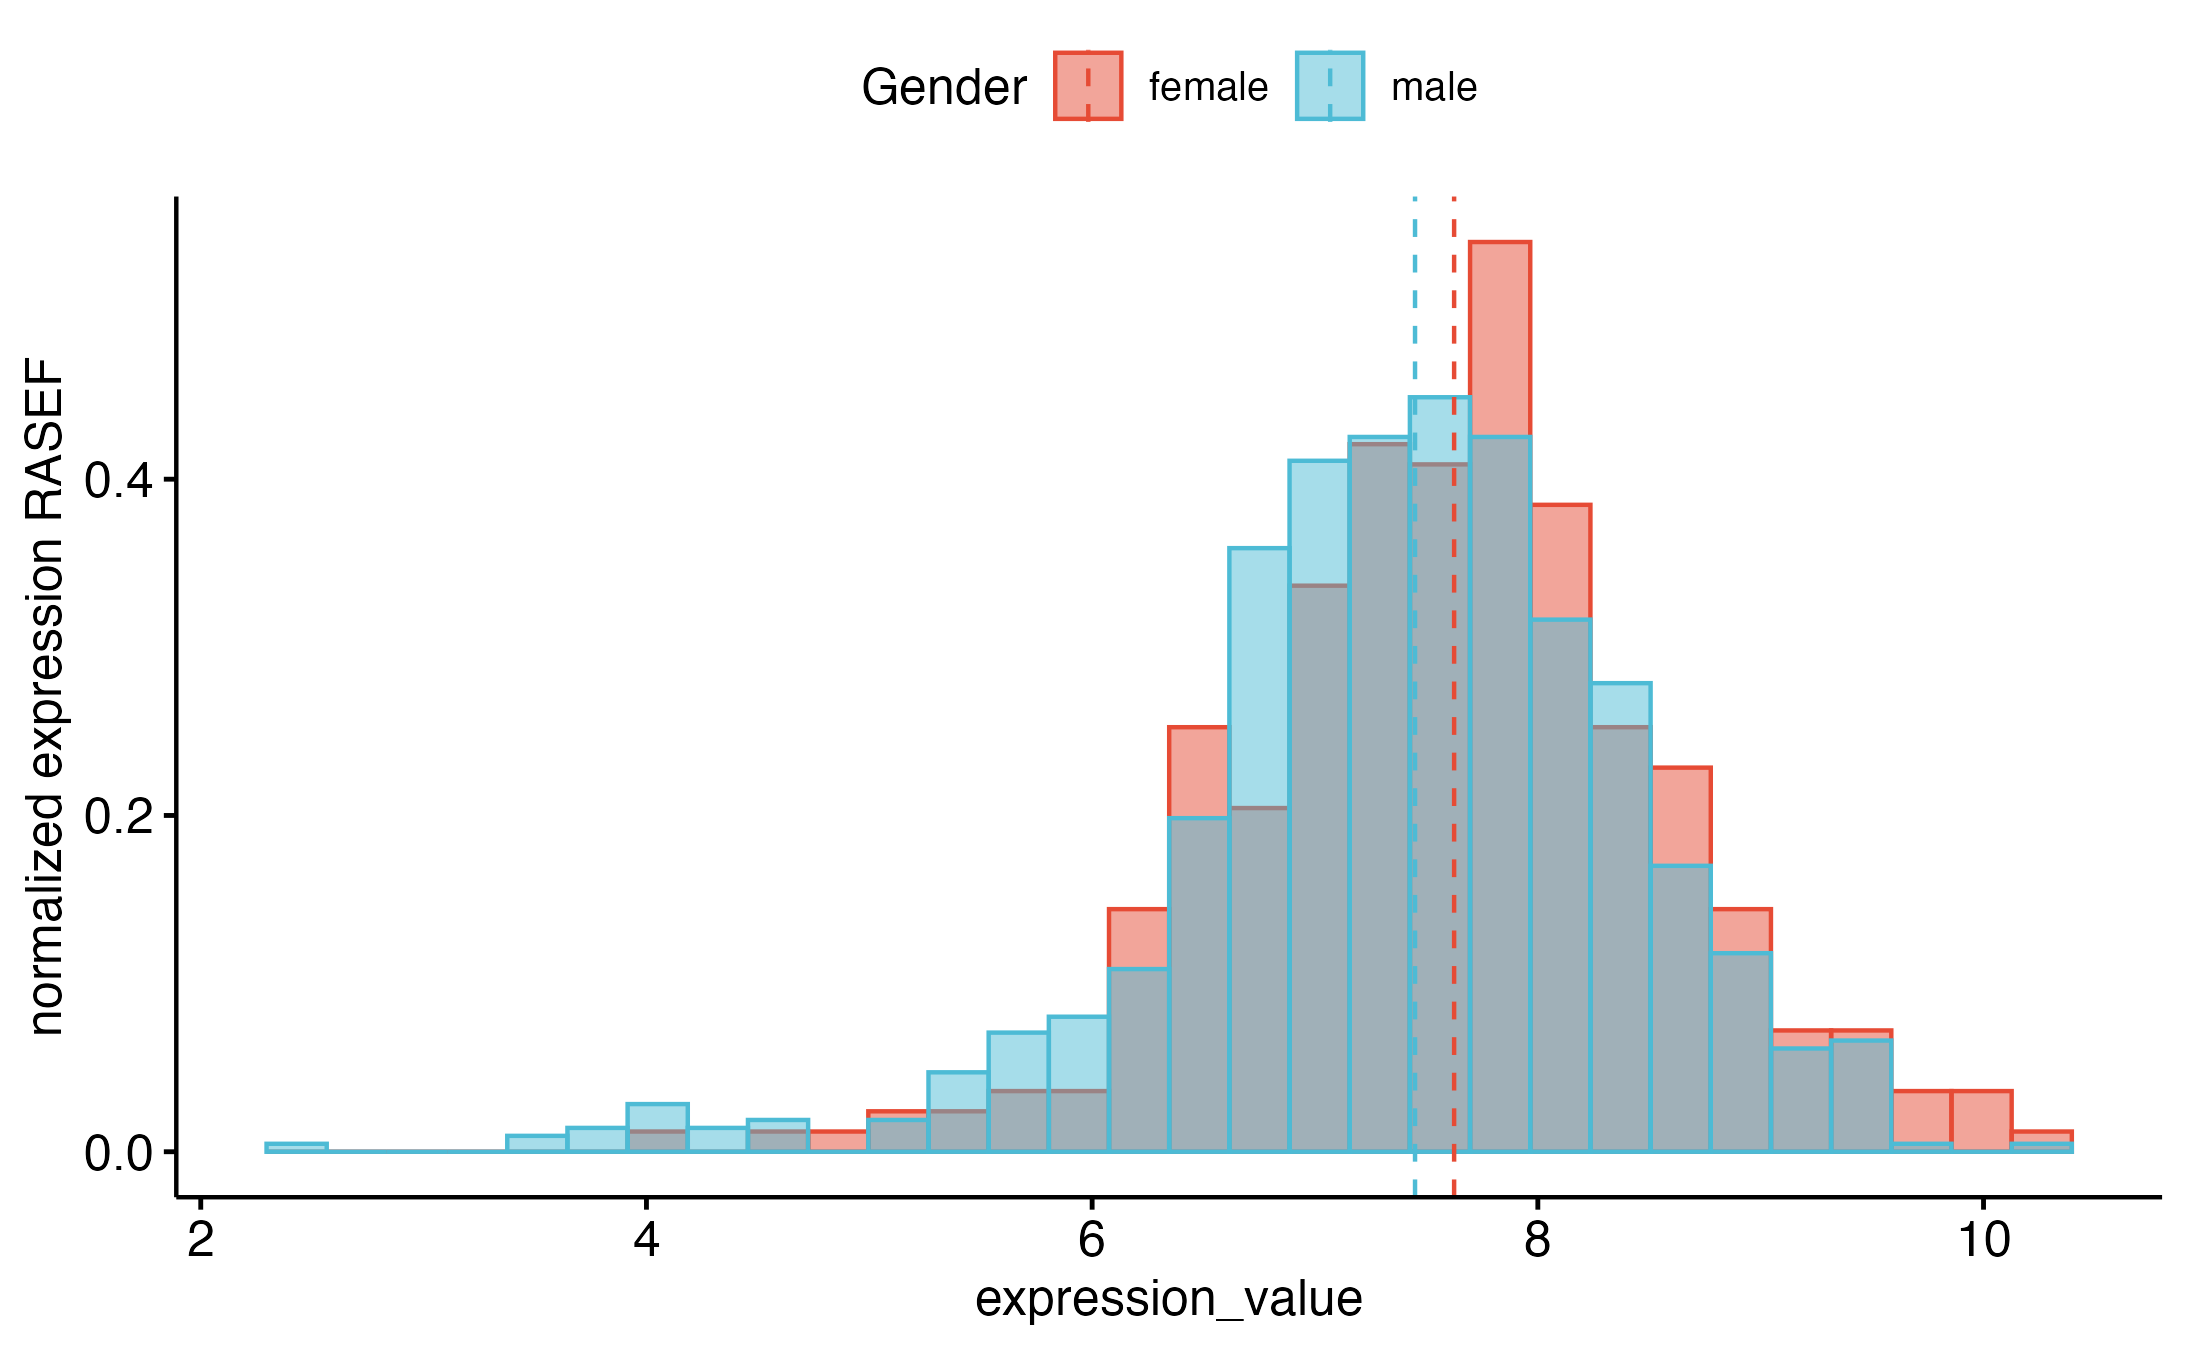 Gender female male
normalized expression RASEF
0.4
0.2
0.0
2 4 6 8 10
expression_value